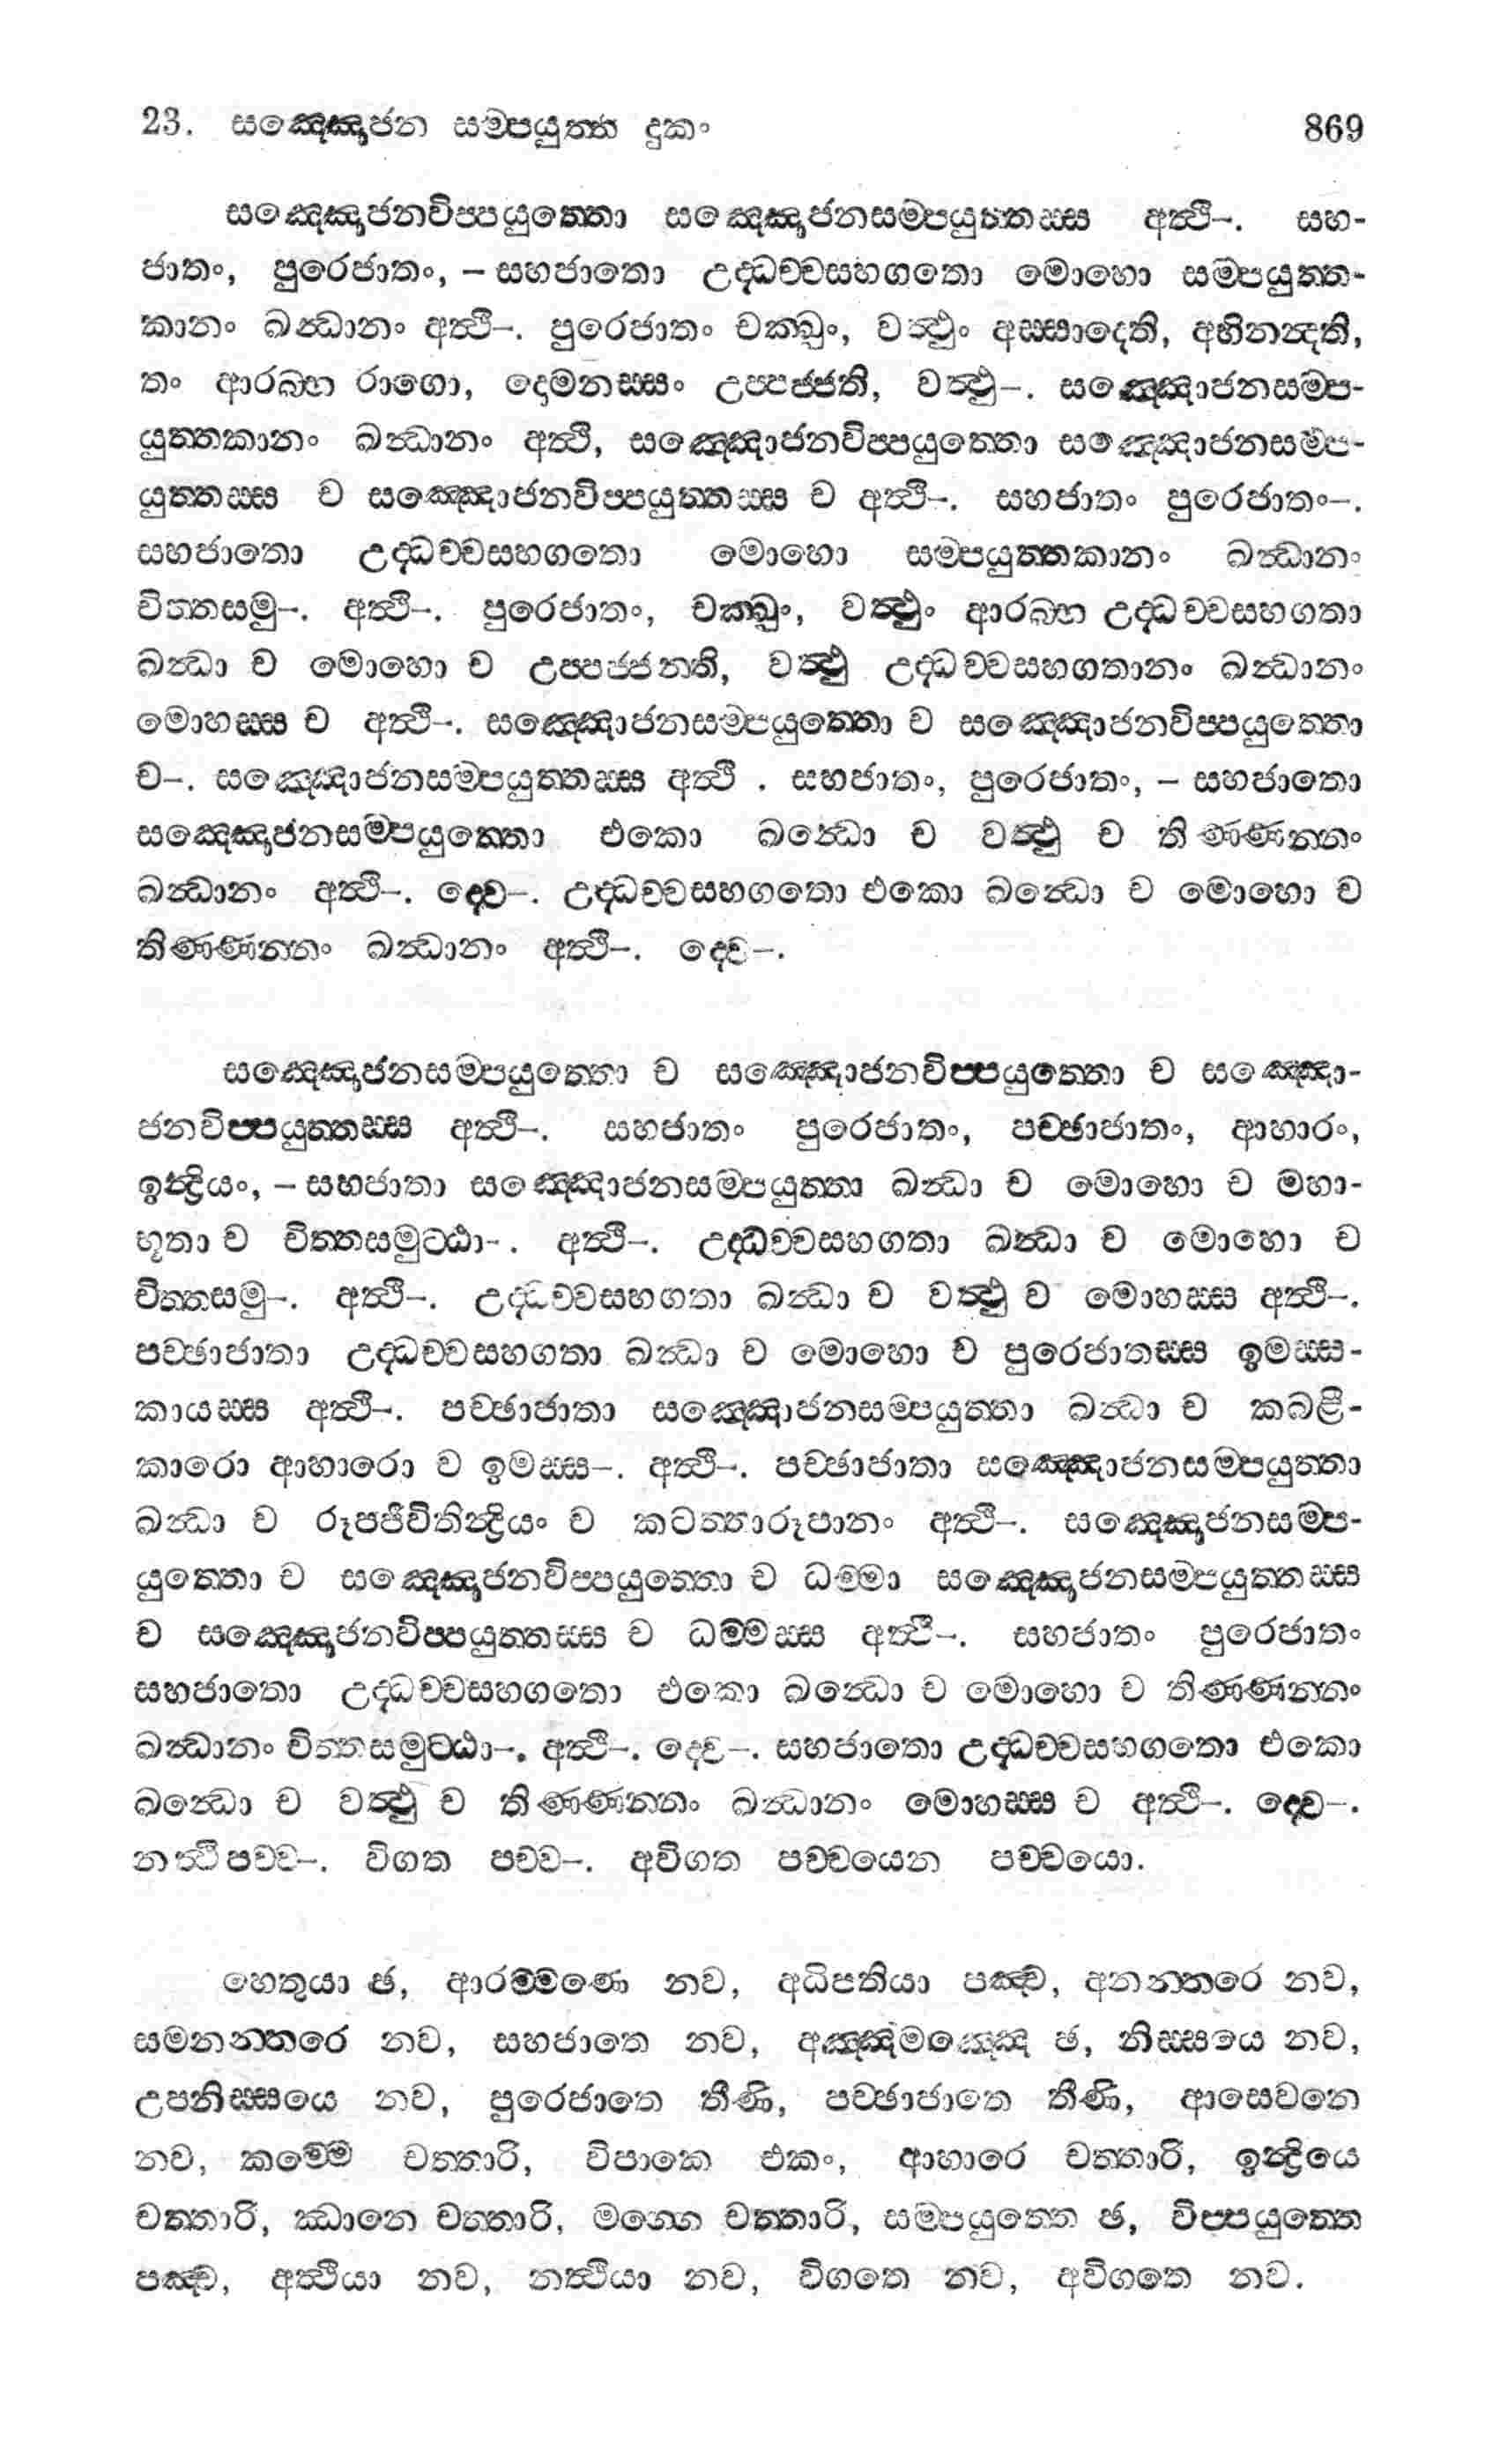 23. සඤ්ඤොජන සම්පයුත්ත දුකං 869
සඤ්ඤොජනවිප්පයුත්තො සඤ්ඤොජනසම්පයුත්තස්ස අත්ථි–. සහ-
ජාතං, පුරෙජාතං, – සහජාතො උද්ධච්චසහගතො මොහො සම්පයුත්ත-
කානං ඛන්ධානං අත්ථි–. පුරෙජාතං චක්ඛුං, වත්ථුං අස්සාදෙති, අභිනන්දති,
තං ආරබ්භ රාගො, දොමනස්සං උප්පජ්ජති, වත්ථු–. සඤ්ඤොජනසම්ප-
යුත්තකානං ඛන්ධානං අත්ථි, සඤ්ඤොජනවිප්පයුත්තො සඤ්ඤොජනසම්ප-
යුත්තස්ස ච සඤ්ඤොජනවිප්පයුත්තස්ස ච අත්ථි–. සහජාතං පුරෙජාතං–.
සහජාතො උද්ධච්චසහගතො මොහො සම්පයුත්තකානං ඛන්ධානං
චිත්තසමු–. අත්ථි–. පුරෙජාතං, චක්ඛුං, වත්ථුං ආරබ්භ උද්ධච්චසහගතා
ඛන්ධා ච මොහො ච උප්පජ්ජන්ති, වත්ථු උද්ධච්චසහගතානං ඛන්ධානං
මොහස්ස ච අත්ථි–. සඤ්ඤොජනසම්පයුත්තො ච සඤ්ඤොජනවිප්පයුත්තො
ච–. සඤ්ඤොජනසම්පයුත්තස්ස අත්ථි . සහජාතං, පුරෙජාතං, – සහජාතො
සඤ්ඤොජනසම්පයුත්තො එකො ඛන්ධො ච වත්ථු ච තිණ්ණන්නං
ඛන්ධානං අත්ථි–. ද්වෙ–. උද්ධච්චසහගතො එකො ඛන්ධො ච මොහො ච
තිණ්ණන්නං ඛන්ධානං අත්ථි–. ද්වෙ–.
සඤ්ඤොජනසම්පයුත්තො ච සඤ්ඤොජනවිප්පයුත්තො ච සඤ්ඤො-
ජනවිප්පයුත්තස්ස අත්ථි–. සහජාතං පුරෙජාතං, පච්ඡාජාතං, ආහාරං,
ඉන්ද්‍රියං, – සහජාතා සඤ්ඤොජනසම්පයුත්තා ඛන්ධා ච මොහො ච මහා-
භූතා ච චිත්තසමුට්ඨා-. අත්ථි–. උද්ධච්චසහගතා ඛන්ධා ච මොහො ච
චිත්තසමු–. අත්ථි–. උද්ධච්චසහගතා ඛන්ධා ච වත්ථු ච මොහස්ස අත්ථි–.
පච්ඡාජාතා උද්ධච්චසහගතා ඛන්ධා ච මොහො ච පුරෙජාතස්ස ඉමස්ස-
කායස්ස අත්ථි–. පච්ඡාජාතා සඤ්ඤොජනසම්පයුත්තා ඛන්ධා ච කබළී-
කාරො ආහාරො ච ඉමස්ස–. අත්ථි–. පච්ඡාජාතා සඤ්ඤොජනසම්පයුත්තා
ඛන්ධා ච රූපජීවිතින්ද්‍රියං ච කටත්තාරූපානං අත්ථි–. සඤ්ඤොජනසම්ප-
යුත්තො ච සඤ්ඤොජනවිප්පයුත්තො ච ධම්මා සඤ්ඤොජනසම්පයුත්තස්ස
ච සඤ්ඤොජනවිප්පයුත්තස්ස ච ධම්මස්ස අත්ථි–. සහජාතං පුරෙජාතං
සහජාතො උද්ධච්චසහගතො එකො ඛන්ධො ච මොහො ච තිණ්ණන්නං
ඛන්ධානං චිත්තසමුට්ඨා–. අත්ථි–. ද්වෙ–. සහජාතො උද්ධච්චසහගතො එකො
ඛන්ධො ච වත්ථු ච තිණ්ණන්නං ඛන්ධානං මොහස්ස ච අත්ථි–. ද්වෙ–.
නත්ථිපච්ච–. විගත පච්ච–. අවිගත පච්චයෙන පච්චයො.
හෙතුයා ඡ, ආරම්මණෙ නව, අධිපතියා පඤ්ච, අනන්තරෙ නව,
සමනන්තරෙ නව, සහජාතෙ නව, අඤ්ඤමඤ්ඤෙ ඡ, නිස්සයෙ නව,
උපනිස්සයෙ නව, පුරෙජාතෙ තීණි, පච්ඡාජාතෙ තීණි, ආසෙවනෙ
නව, කම්මෙ චත්තාරි, විපාකෙ එකං, ආහාරෙ චත්තාරි, ඉන්ද්‍රියෙ
චත්තාරි, ඣානෙ චත්තාරි, මග්ගෙ චත්තාරි, සම්පයුත්තෙ ඡ, විප්පයුත්තෙ
පඤ්ච, අත්ථියා නව, නත්ථියා නව, විගතෙ නව, අවිගතෙ නව.